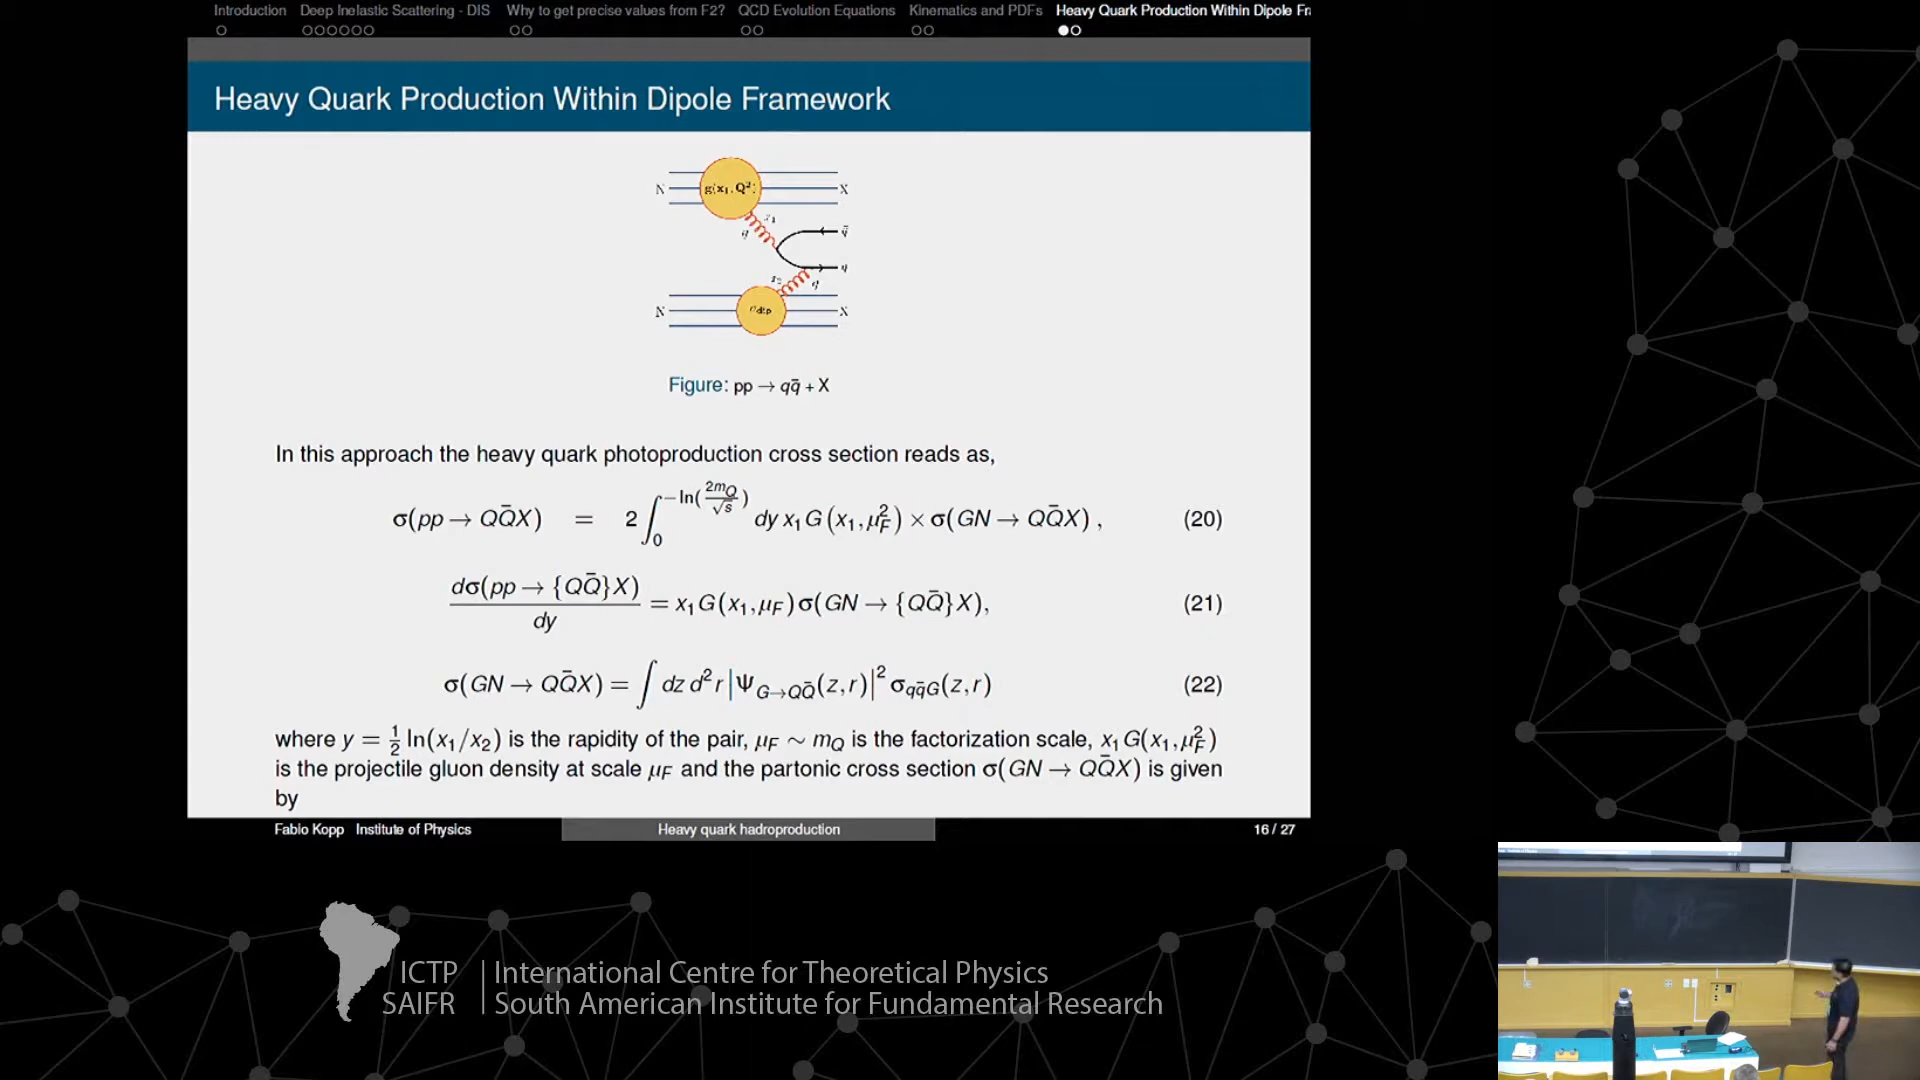 Introduction Deep Inelastic Scattering - DIS Why to get precise values from F2? QCD Evolution Equations Kinematics and PDFs Heavy Quark Production Within Dipole Fr
Heavy Quark Production Within Dipole Framework
N g(x₁, Q²) X
x₁
g q̄
q
x₂ g
N σdip X
Figure: pp → qq̄ + X
In this approach the heavy quark photoproduction cross section reads as,
σ(pp → QQ̄X) = 2 ∫₀^{−ln(2m_Q/√s)} dy x₁G(x₁, μ_F²) × σ(GN → QQ̄X) , (20)
dσ(pp → {QQ̄}X)/dy = x₁G(x₁, μ_F)σ(GN → {QQ̄}X), (21)
σ(GN → QQ̄X) = ∫ dz d²r |Ψ_{G→QQ̄}(z, r)|² σ_{qq̄G}(z, r) (22)
where y = ½ ln(x₁/x₂) is the rapidity of the pair, μ_F ∼ m_Q is the factorization scale, x₁G(x₁, μ_F²)
is the projectile gluon density at scale μ_F and the partonic cross section σ(GN → QQ̄X) is given
by
Fabio Kopp Institute of Physics Heavy quark hadroproduction 16 / 27
ICTP International Centre for Theoretical Physics
SAIFR South American Institute for Fundamental Research